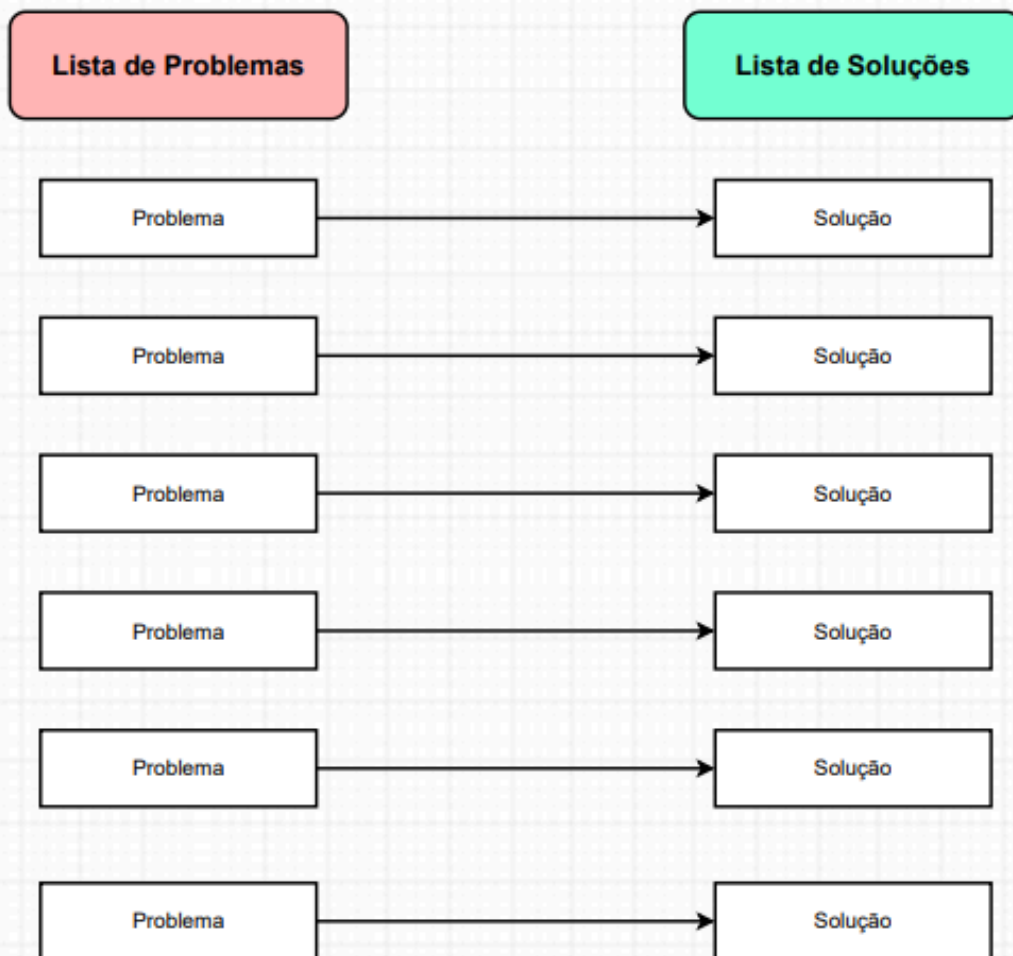 Lista de Problemas
Lista de Soluções
Problema
Solução
Problema
Solução
Problema
Solução
Problema
Solução
Problema
Solução
Problema
Solução